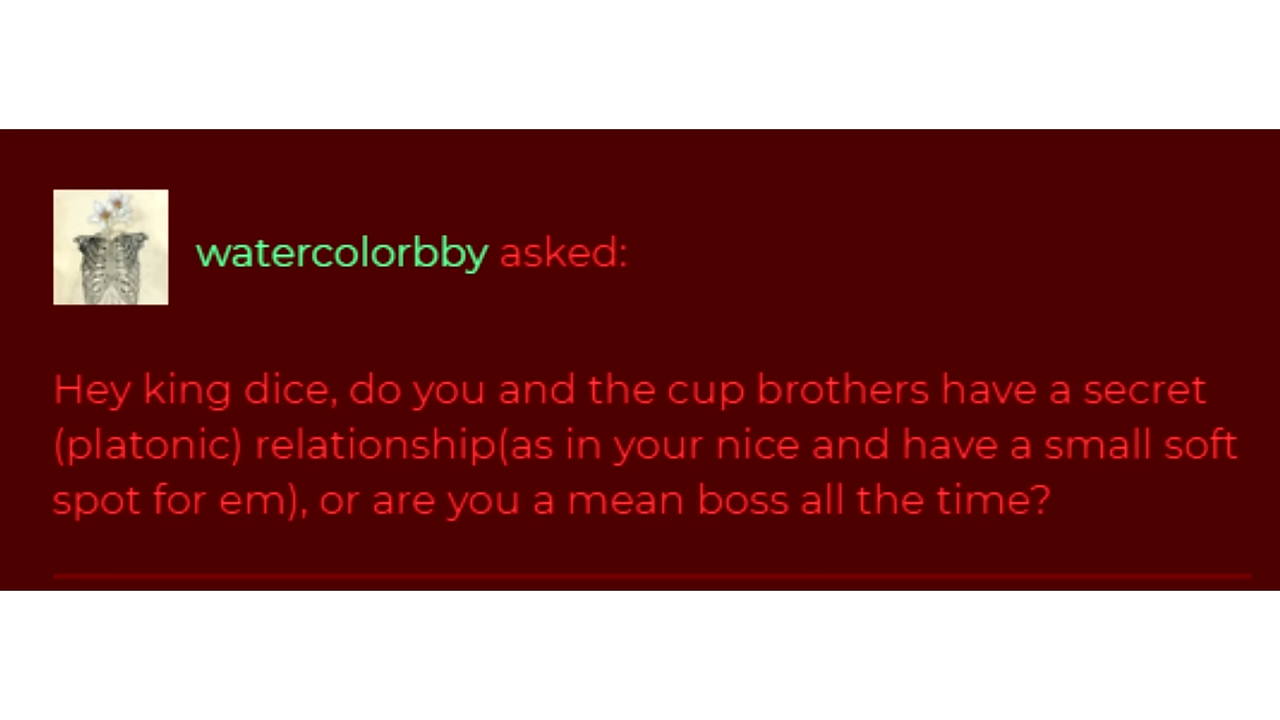 watercolorbby asked:
Hey king dice, do you and the cup brothers have a secret
(platonic) relationship(as in your nice and have a small soft
spot for em), or are you a mean boss all the time?